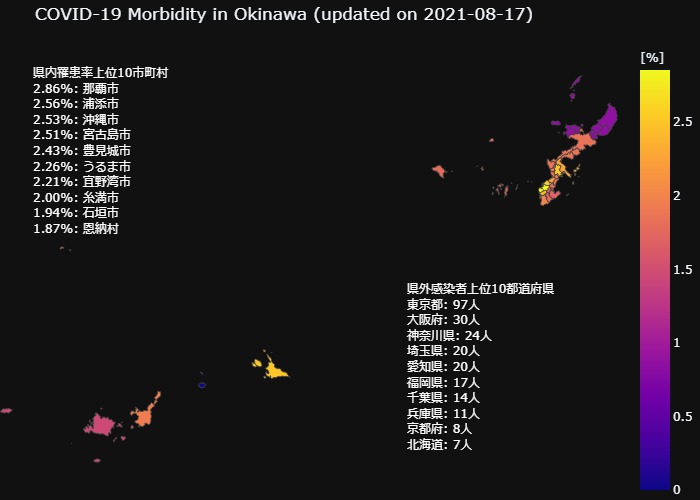 COVID-19 Morbidity in Okinawa (updated on 2021-08-17)
[%]
県内罹患率上位10市町村
2.86%: 那覇市
2.56%: 浦添市
2.53%: 沖縄市
2.51%: 宮古島市
2.43%: 豊見城市
2.26%: うるま市
2.21%: 宜野湾市
2.00%: 糸満市
1.94%: 石垣市
1.87%: 恩納村
県外感染者上位10都道府県
東京都: 97人
大阪府: 30人
神奈川県: 24人
埼玉県: 20人
愛知県: 20人
福岡県: 17人
千葉県: 14人
兵庫県: 11人
京都府: 8人
北海道: 7人
2.5
2
1.5
1
0.5
0